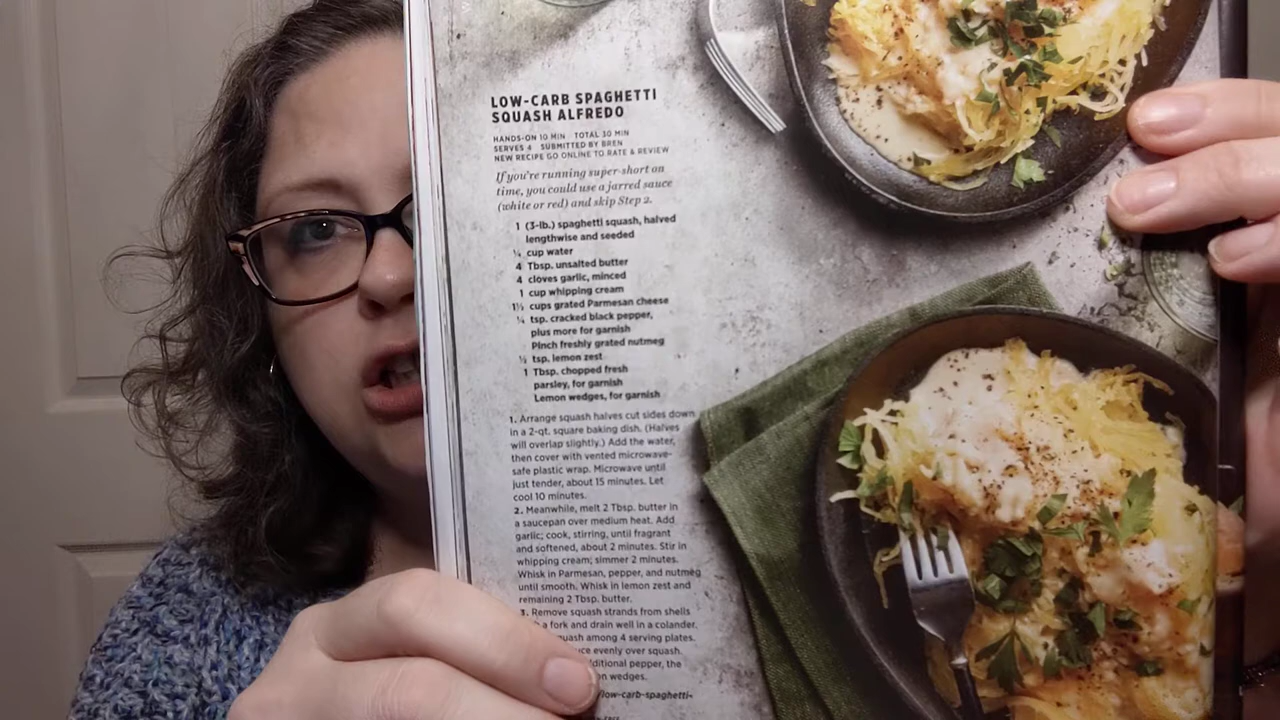 LOW-CARB SPAGHETTI
SQUASH ALFREDO
HANDS-ON 10 MIN TOTAL 30 MIN
SERVES 4 SUBMITTED BY BREN
NEW RECIPE GO ONLINE TO RATE & REVIEW
If you're running super-short on
time, you could use a jarred sauce
(white or red) and skip Step 2.
1 (3-lb.) spaghetti squash, halved
lengthwise and seeded
¼ cup water
4 Tbsp. unsalted butter
4 cloves garlic, minced
1 cup whipping cream
1½ cups grated Parmesan cheese
¼ tsp. cracked black pepper,
plus more for garnish
Pinch freshly grated nutmeg
½ tsp. lemon zest
1 Tbsp. chopped fresh
parsley, for garnish
Lemon wedges, for garnish
1. Arrange squash halves cut sides down
in a 2-qt. square baking dish. (Halves
will overlap slightly.) Add the water,
then cover with vented microwave-
safe plastic wrap. Microwave until
just tender, about 15 minutes. Let
cool 10 minutes.
2. Meanwhile, melt 2 Tbsp. butter in
a saucepan over medium heat. Add
garlic; cook, stirring, until fragrant
and softened, about 2 minutes. Stir in
whipping cream; simmer 2 minutes.
Whisk in Parmesan, pepper, and nutmeg
until smooth. Whisk in lemon zest and
remaining 2 Tbsp. butter.
3. Remove squash strands from shells
a fork and drain well in a colander.
uash among 4 serving plates.
uce evenly over squash.
ditional pepper, the
on wedges.
/low-carb-spaghetti-